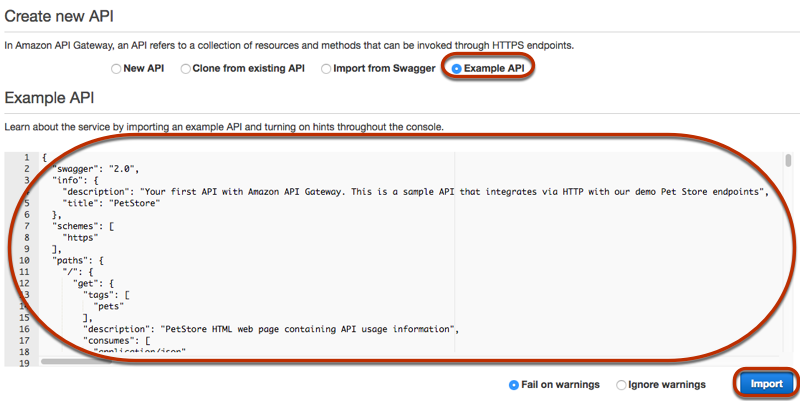 Create new API
In Amazon API Gateway, an API refers to a collection of resources and methods that can be invoked through HTTPS endpoints.
New API Clone from existing API Import from Swagger Example API
Example API
Learn about the service by importing an example API and turning on hints throughout the console.
1 {
2 "swagger": "2.0",
3 "info": {
4 "description": "Your first API with Amazon API Gateway. This is a sample API that integrates via HTTP with our demo Pet Store endpoints",
5 "title": "PetStore"
6 },
7 "schemes": [
8 "https"
9 ],
10 "paths": {
11 "/": {
12 "get": {
13 "tags": [
14 "pets"
15 ],
16 "description": "PetStore HTML web page containing API usage information",
17 "consumes": [
18 "application/json"
19
Fail on warnings Ignore warnings Import